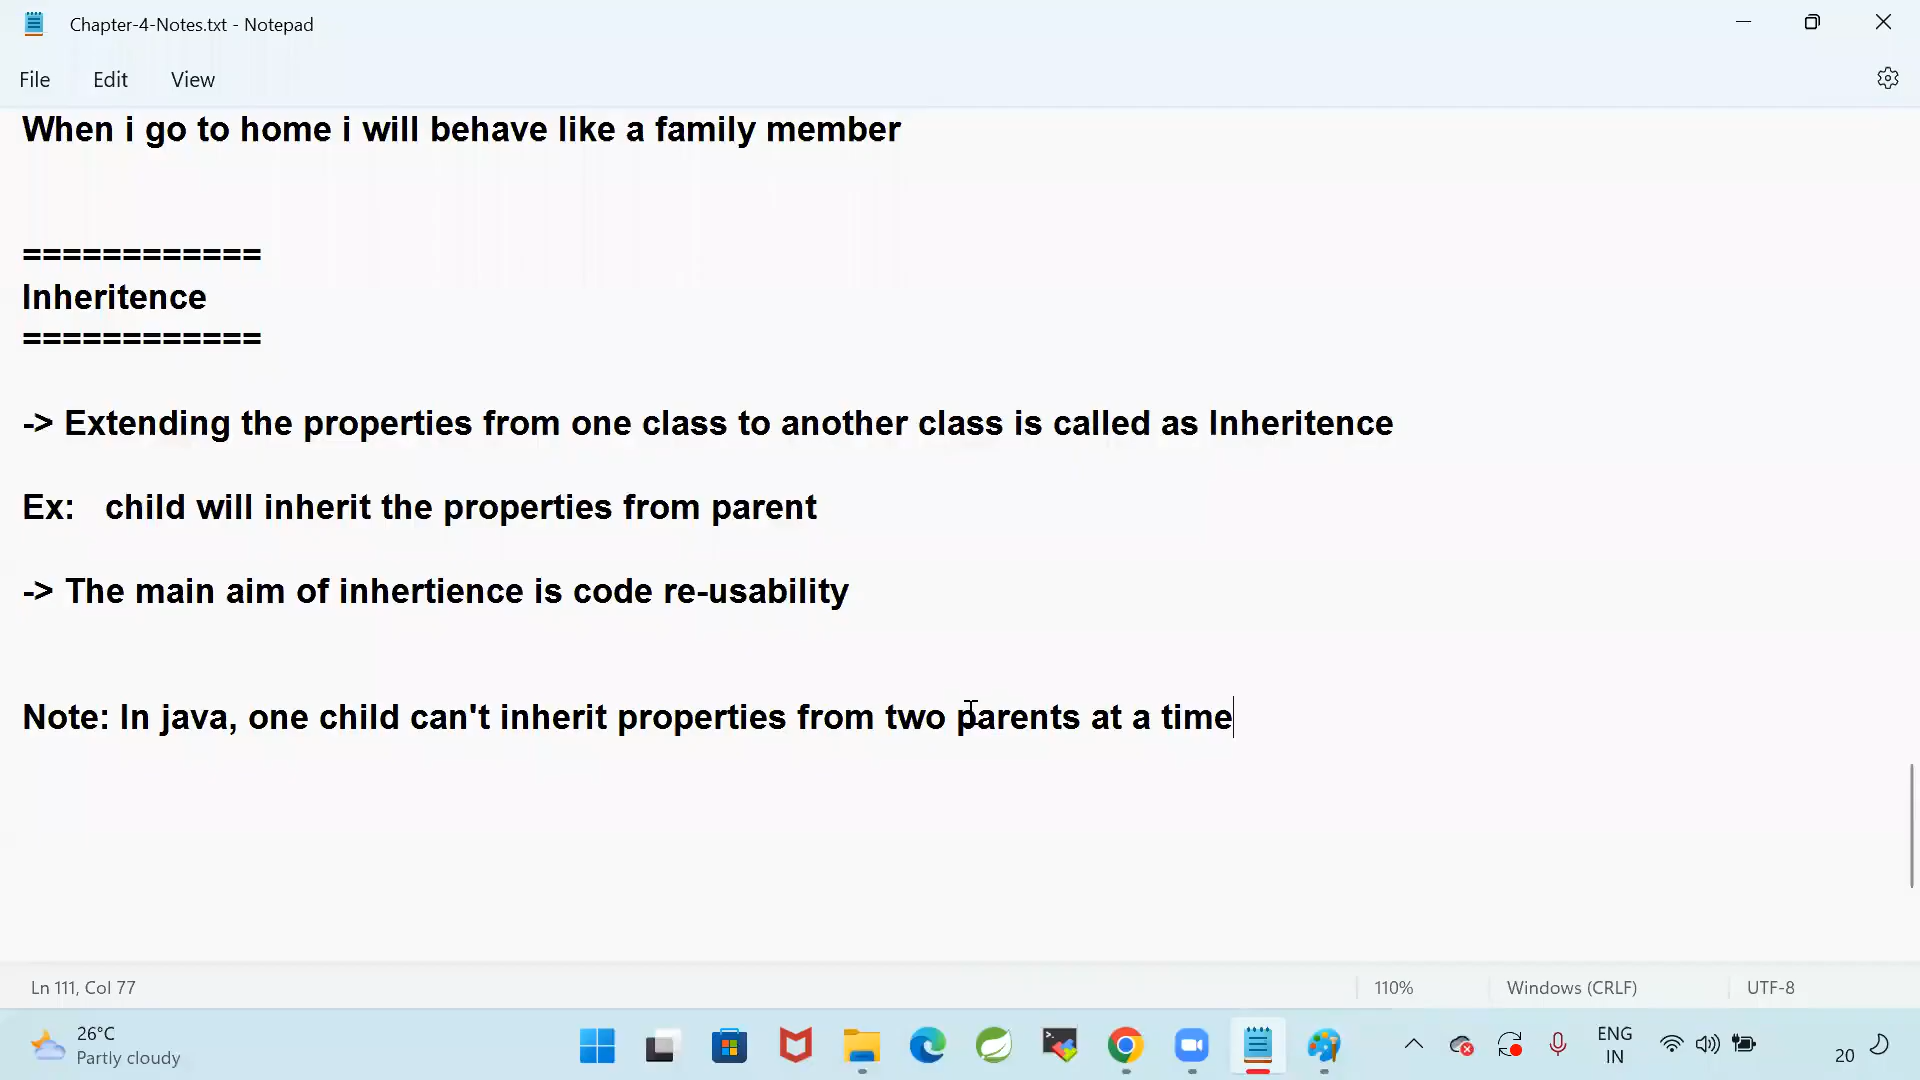 Chapter-4-Notes.txt - Notepad
File Edit View
When i go to home i will behave like a family member
============
Inheritence
============
-> Extending the properties from one class to another class is called as Inheritence
Ex: child will inherit the properties from parent
-> The main aim of inhertience is code re-usability
Note: In java, one child can't inherit properties from two parents at a time
Ln 111, Col 77 110% Windows (CRLF) UTF-8
26°C
Partly cloudy
ENG
IN
20